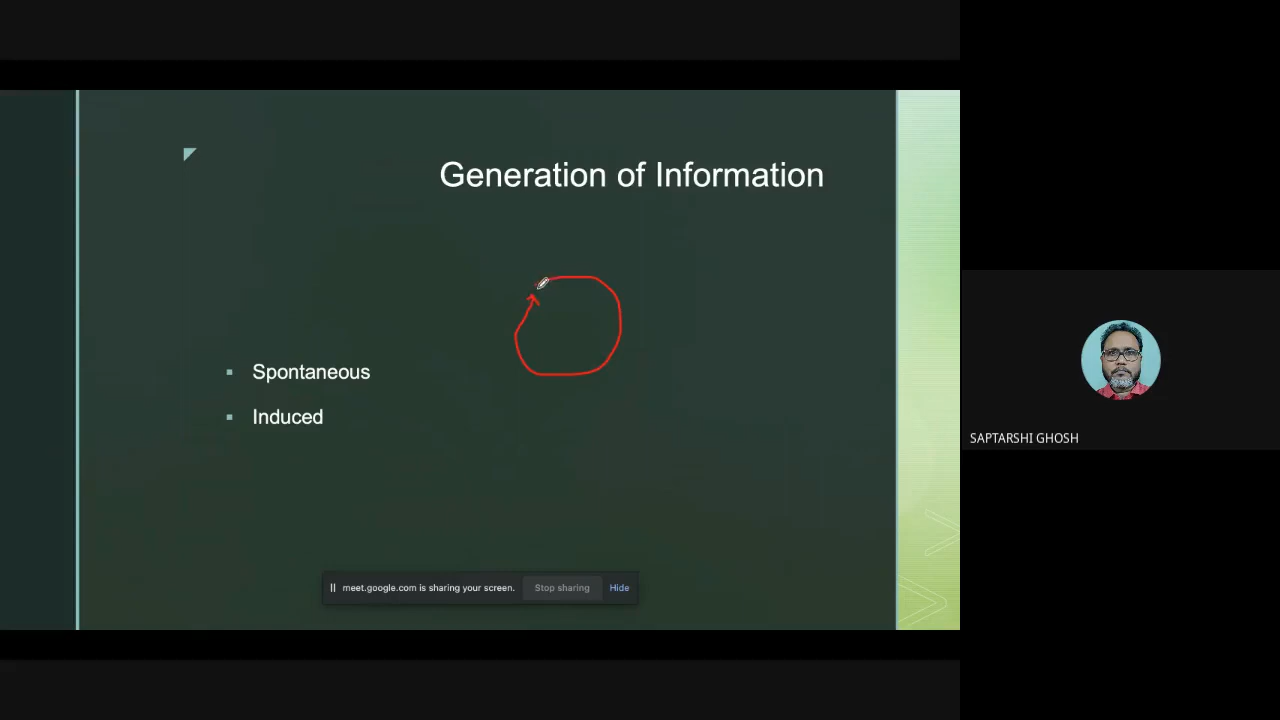 Generation of Information
▪ Spontaneous
▪ Induced
meet.google.com is sharing your screen. Stop sharing Hide
SAPTARSHI GHOSH